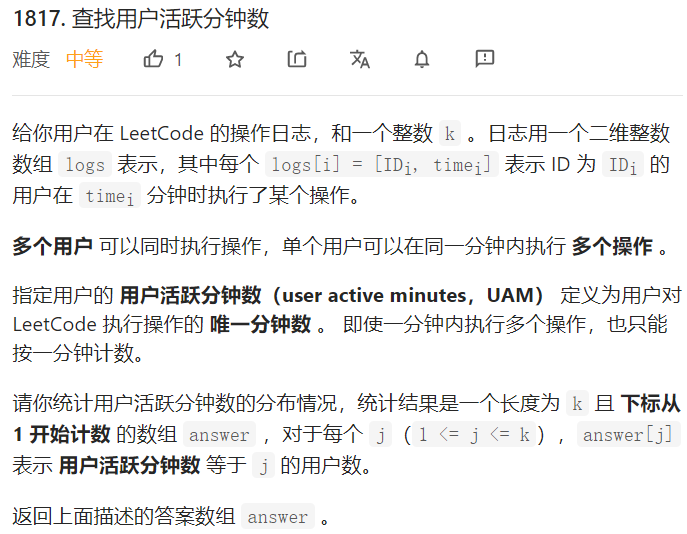 1817. 查找用户活跃分钟数
难度 中等 1
给你用户在 LeetCode 的操作日志，和一个整数 k 。日志用一个二维整数
数组 logs 表示，其中每个 logs[i] = [IDi, timei] 表示 ID 为 IDi 的
用户在 timei 分钟时执行了某个操作。
多个用户 可以同时执行操作，单个用户可以在同一分钟内执行 多个操作 。
指定用户的 用户活跃分钟数（user active minutes，UAM） 定义为用户对
LeetCode 执行操作的 唯一分钟数 。 即使一分钟内执行多个操作，也只能
按一分钟计数。
请你统计用户活跃分钟数的分布情况，统计结果是一个长度为 k 且 下标从
1 开始计数 的数组 answer ，对于每个 j（1 <= j <= k），answer[j]
表示 用户活跃分钟数 等于 j 的用户数。
返回上面描述的答案数组 answer 。